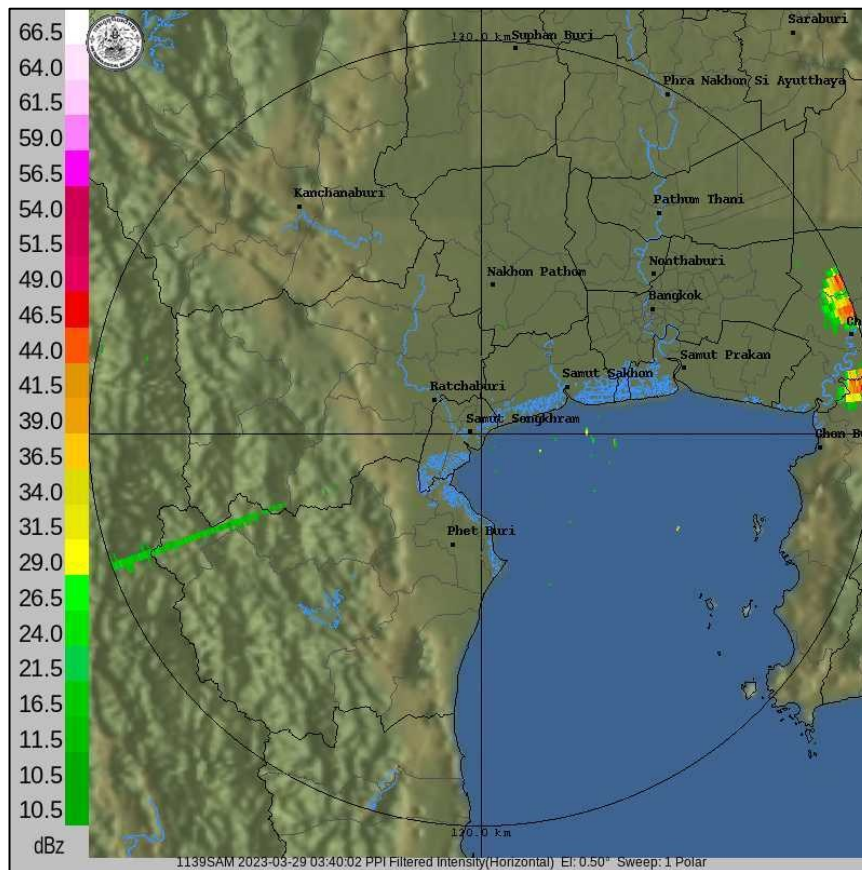 66.5
64.0
61.5
59.0
56.5
54.0
51.5
49.0
46.5
44.0
41.5
39.0
36.5
34.0
31.5
29.0
26.5
24.0
21.5
16.5
11.5
10.5
10.5
dBz
Saraburi
120.0 km
Suphan Buri
Phra Nakhon Si Ayutthaya
Kanchanaburi
Pathum Thani
Nonthaburi
Nakhon Pathom
Bangkok
Ch
Samut Prakan
Samut Sakhon
Ratchaburi
Samut Songkhram
Chon Bu
Phet Buri
120.0 km
1139SAM 2023-03-29 03:40:02 PPI Filtered Intensity(Horizontal) El: 0.50° Sweep: 1 Polar